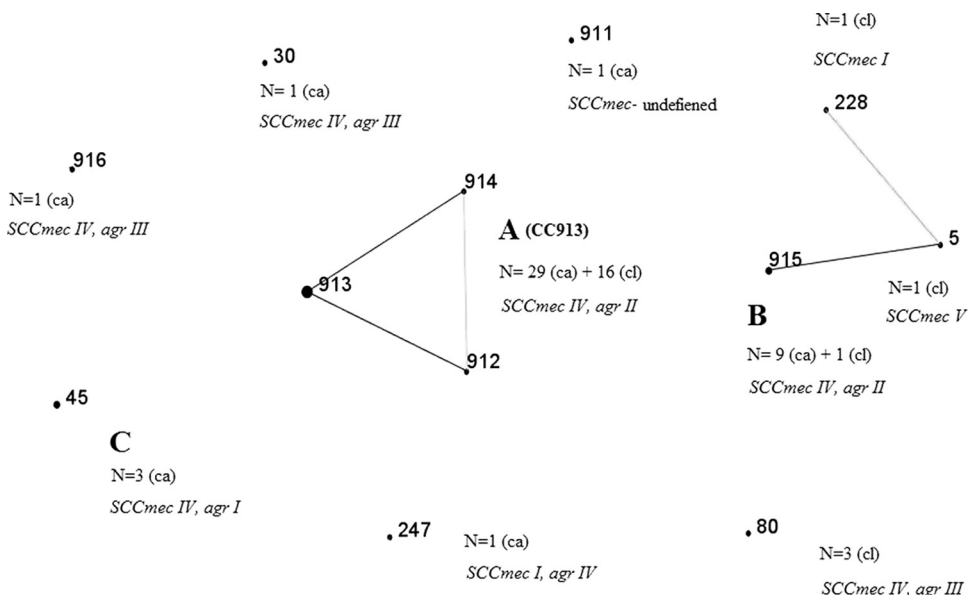 30
N= 1 (ca)
SCCmec IV, agr III
911
N= 1 (ca)
SCCmec- undefiened
N=1 (cl)
SCCmec I
228
916
N=1 (ca)
SCCmec IV, agr III
914
913
912
A (CC913)
N= 29 (ca) + 16 (cl)
SCCmec IV, agr II
5
N=1 (cl)
SCCmec V
915
B
N= 9 (ca) + 1 (cl)
SCCmec IV, agr II
45
C
N=3 (ca)
SCCmec IV, agr I
247
N=1 (ca)
SCCmec I, agr IV
80
N=3 (cl)
SCCmec IV, agr III